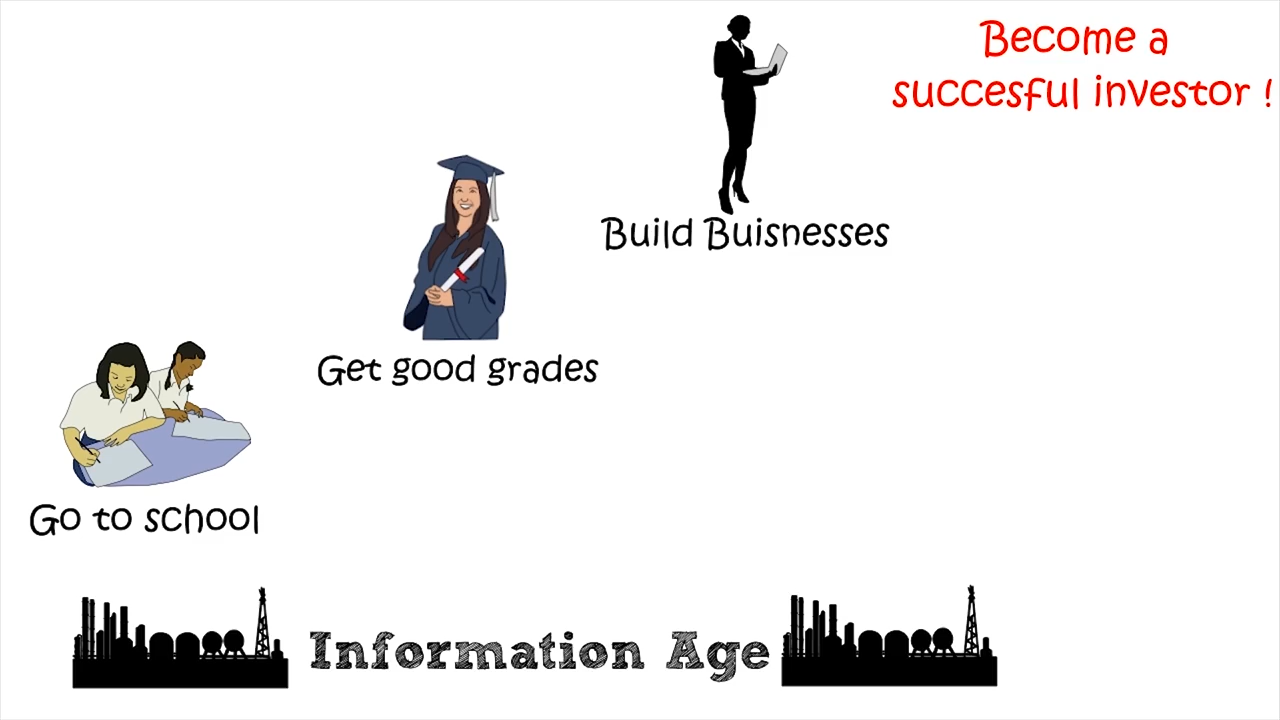 Become a
succesful investor !
Build Buisnesses
Get good grades
Go to school
Information Age